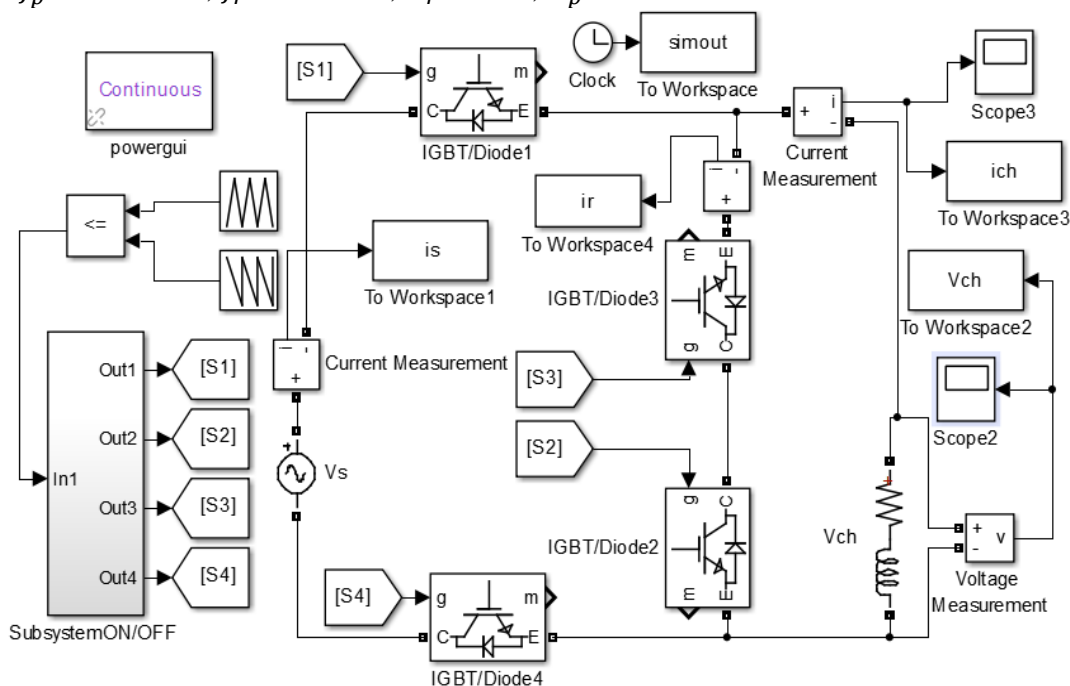 [S1]
g
m
C
E
IGBT/Diode1
Clock
simout
To Workspace
+
i
-
Current
Measurement
Scope3
Continuous
powergui
ir
To Workspace4
i
-
+
ich
To Workspace3
<=
is
To Workspace1
m
E
g
C
IGBT/Diode3
Vch
To Workspace2
i
-
+
Current Measurement
Out1
[S1]
[S3]
Scope2
Out2
[S2]
[S2]
In1
+
Vs
Out3
[S3]
g
C
m
E
IGBT/Diode2
+
Vch
+
-
v
Voltage
Measurement
Out4
[S4]
SubsystemON/OFF
[S4]
g
m
C
E
IGBT/Diode4